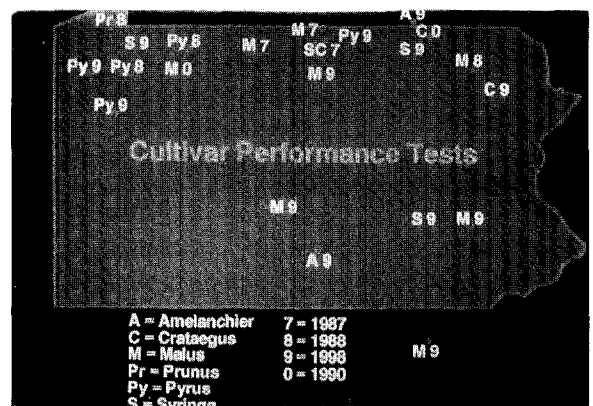 A 9
Pr 8
M 7 C 0
S 9 Py 8 M 7 SC 7 Py 9 S 9
Py 9 Py 8 M 0 M 9 M 8
C 9
Py 9
Cultivar Performance Tests
M 9 S 9 M 9
A 9
A = Amelanchier 7 = 1987
C = Crataegus 8 = 1988
M = Malus 9 = 1998 M 9
Pr = Prunus 0 = 1990
Py = Pyrus
S = Syringa